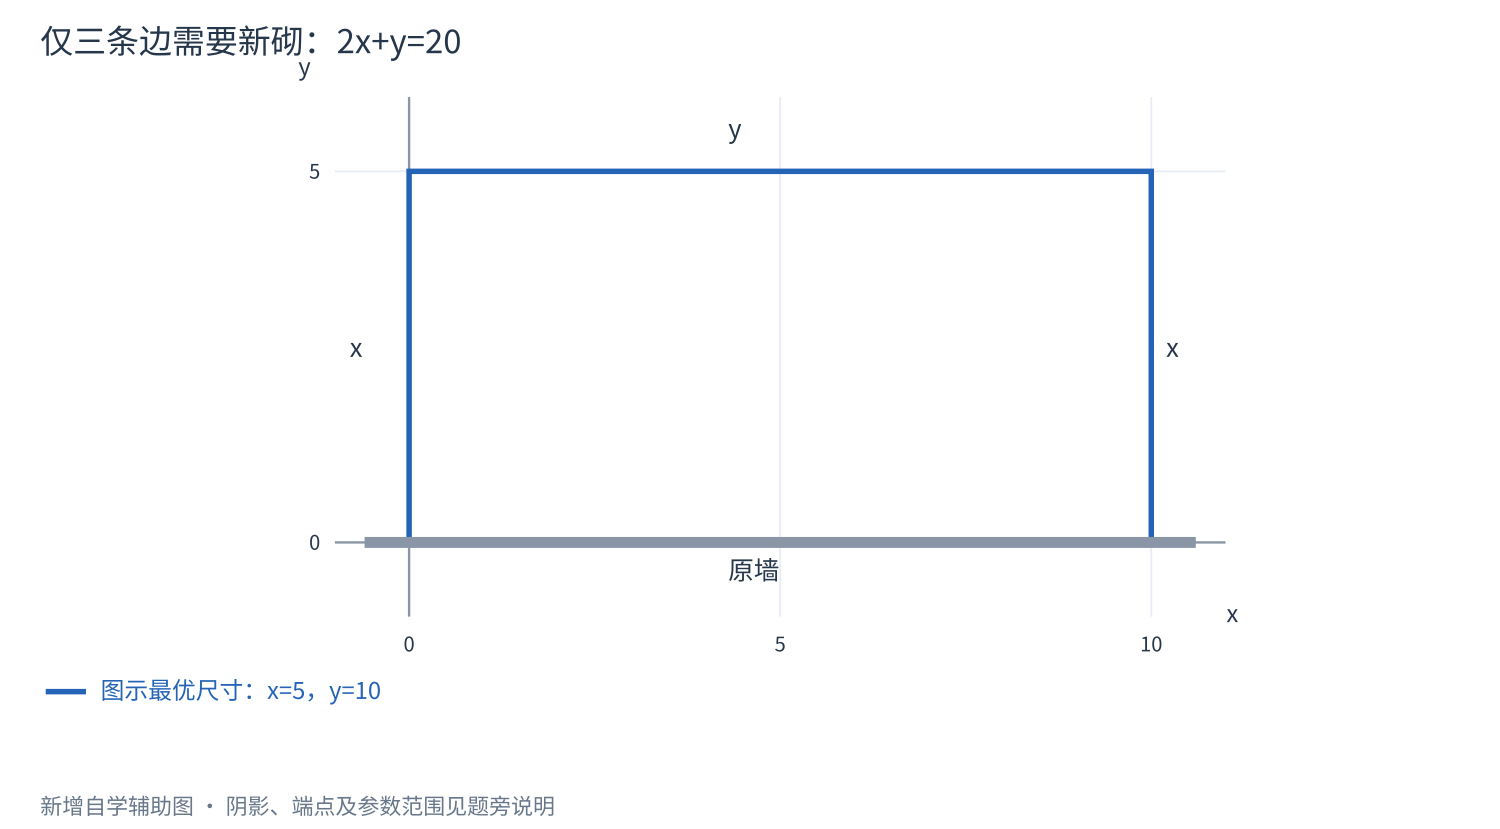 仅三条边需要新砌：2x+y=20
y
y
5
x
x
0
原墙
x
0
5
10
图示最优尺寸：x=5，y=10
新增自学辅助图 · 阴影、端点及参数范围见题旁说明